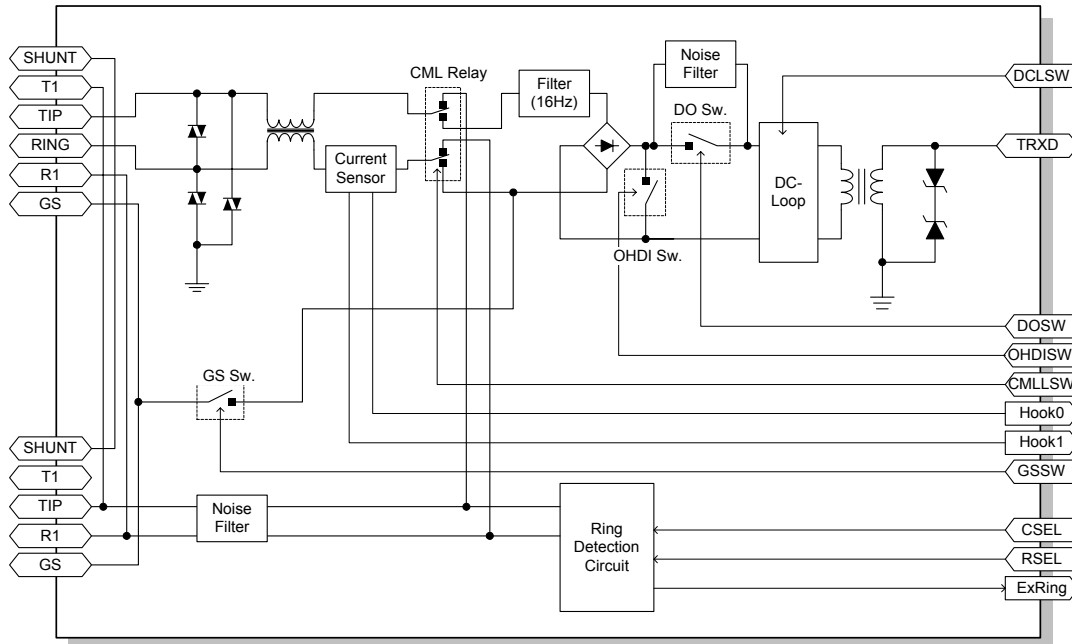 SHUNT
T1
TIP
RING
R1
GS
CML Relay
Current
Sensor
Filter
(16Hz)
Noise
Filter
DO Sw.
OHDI Sw.
DC-
Loop
DCLSW
TRXD
DOSW
OHDISW
CMLLSW
Hook0
Hook1
GSSW
GS Sw.
SHUNT
T1
TIP
R1
GS
Noise
Filter
Ring
Detection
Circuit
CSEL
RSEL
ExRing